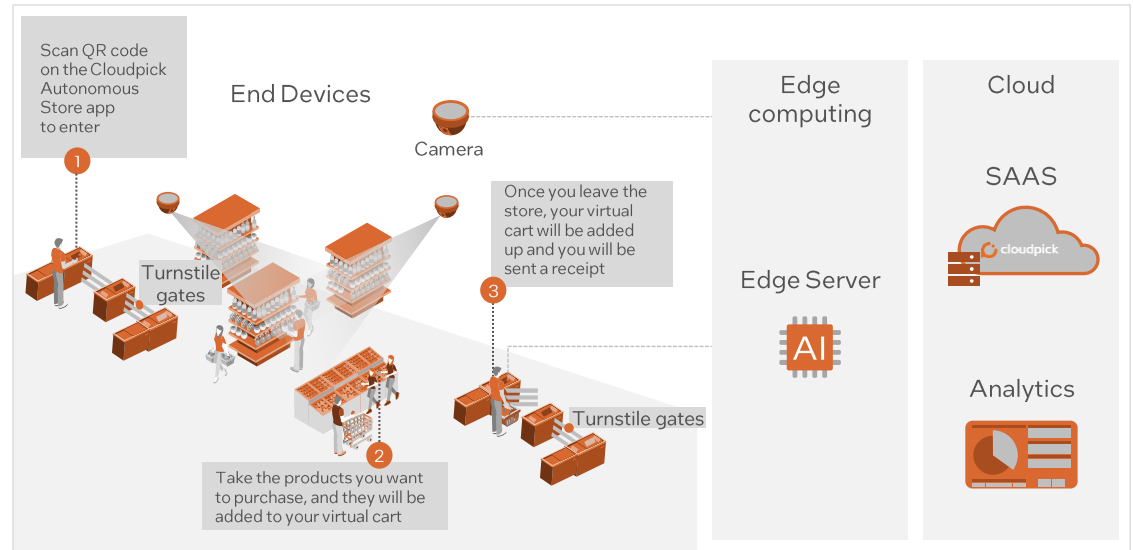 Scan QR code
on the Cloudpick
Autonomous
Store app
to enter
1
End Devices
Camera
Turnstile
gates
Once you leave the
store, your virtual
cart will be added
up and you will be
sent a receipt
3
Turnstile gates
2
Take the products you want
to purchase, and they will be
added to your virtual cart
Edge
computing
Edge Server
AI
Cloud
SAAS
cloudpick
Analytics